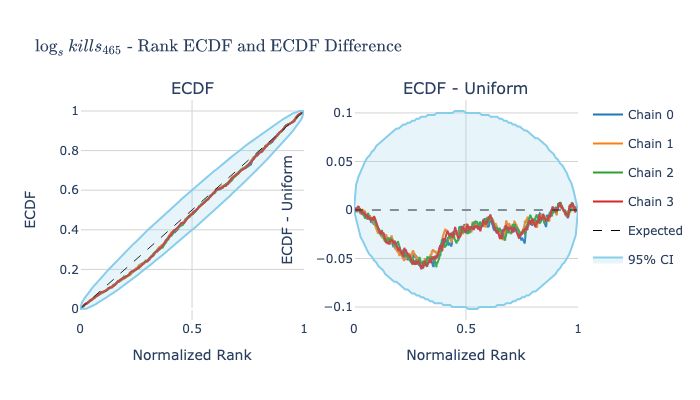 log_s kills_465 - Rank ECDF and ECDF Difference
ECDF
ECDF - Uniform
ECDF
1
0.8
0.6
0.4
0.2
0
0
0.5
1
Normalized Rank
ECDF - Uniform
0.1
0.05
0
−0.05
−0.1
0
0.5
1
Normalized Rank
Chain 0
Chain 1
Chain 2
Chain 3
Expected
95% CI